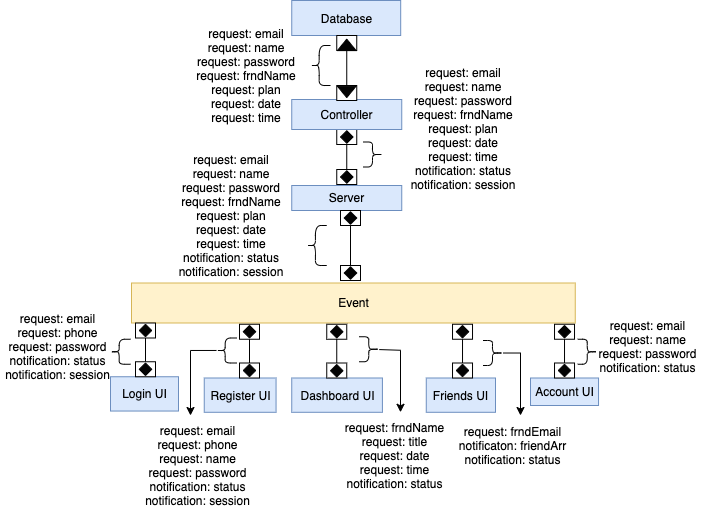 Database
request: email
request: name
request: password
request: frndName
request: plan
request: date
request: time
request: email
request: name
request: password
request: frndName
request: plan
request: date
request: time
notification: status
notification: session
Controller
request: email
request: name
request: password
request: frndName
request: plan
request: date
request: time
notification: status
notification: session
Server
Event
request: email
request: phone
request: password
notification: status
notification: session
request: email
request: name
request: password
notification: status
Login UI
Register UI
Dashboard UI
Friends UI
Account UI
request: email
request: phone
request: name
request: password
notification: status
notification: session
request: frndName
request: title
request: date
request: time
notification: status
request: frndEmail
notificaton: friendArr
notification: status